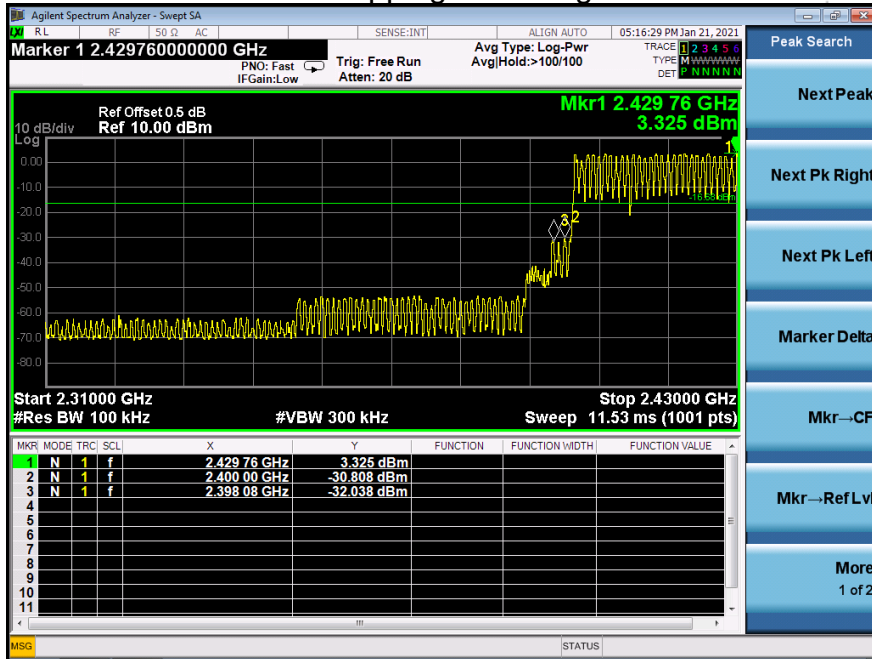 Agilent Spectrum Analyzer - Swept SA
LXI RL RF 50 Ω AC SENSE:INT ALIGN AUTO 05:16:29 PM Jan 21, 2021
Marker 1 2.429760000000 GHz
PNO: Fast Trig: Free Run Avg Type: Log-Pwr TRACE 1 2 3 4 5 6
IFGain:Low Atten: 20 dB Avg|Hold:>100/100 TYPE M WWWWW
DET P N N N N N
Peak Search
Ref Offset 0.5 dB Mkr1 2.429 76 GHz
10 dB/div Ref 10.00 dBm 3.325 dBm
Log
0.00
-10.0
-20.0
-30.0
-40.0
-50.0
-60.0
-70.0
-80.0
1
3 2
Start 2.31000 GHz Stop 2.43000 GHz
#Res BW 100 kHz #VBW 300 kHz Sweep 11.53 ms (1001 pts)
MKR MODE TRC SCL X Y FUNCTION FUNCTION WIDTH FUNCTION VALUE
1 N 1 f 2.429 76 GHz 3.325 dBm
2 N 1 f 2.400 00 GHz -30.808 dBm
3 N 1 f 2.398 08 GHz -32.038 dBm
4
5
6
7
8
9
10
11
MSG STATUS
Next Peak
Next Pk Right
Next Pk Left
Marker Delta
Mkr→CF
Mkr→Ref Lvl
More
1 of 2